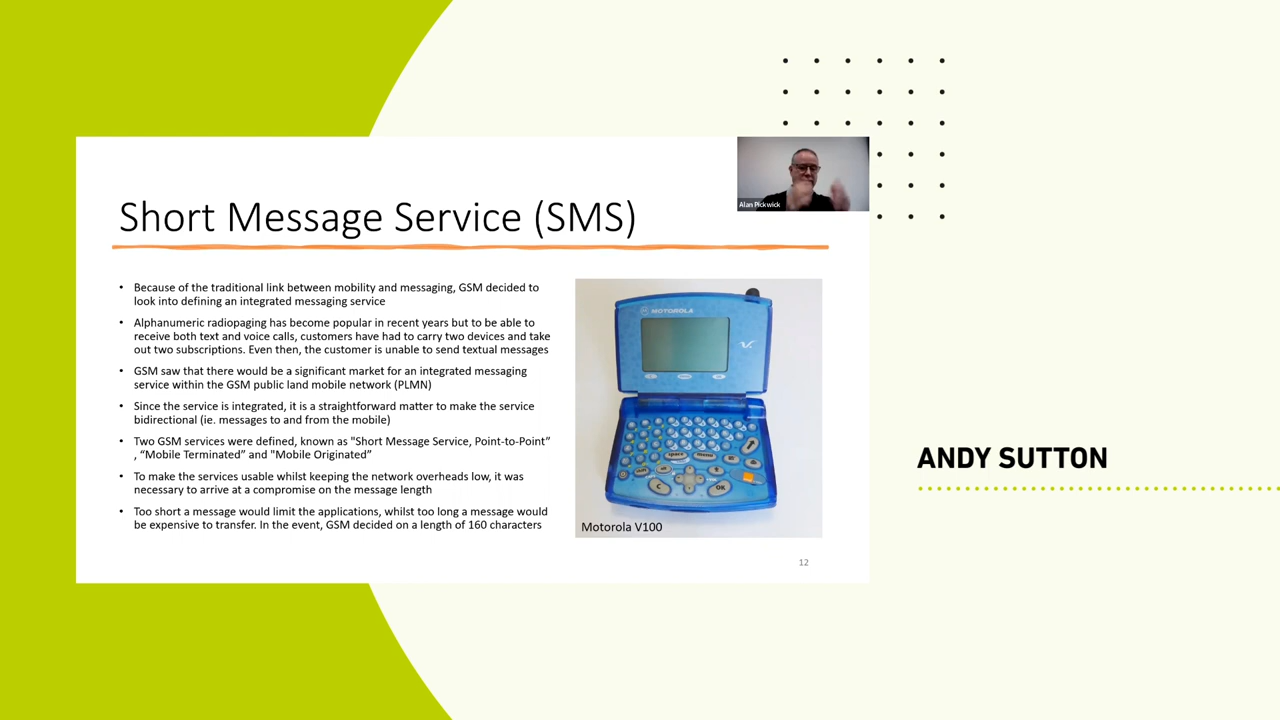 Alan Pickwick
Short Message Service (SMS)
• Because of the traditional link between mobility and messaging, GSM decided to
look into defining an integrated messaging service
• Alphanumeric radiopaging has become popular in recent years but to be able to
receive both text and voice calls, customers have had to carry two devices and take
out two subscriptions. Even then, the customer is unable to send textual messages
• GSM saw that there would be a significant market for an integrated messaging
service within the GSM public land mobile network (PLMN)
• Since the service is integrated, it is a straightforward matter to make the service
bidirectional (ie. messages to and from the mobile)
• Two GSM services were defined, known as "Short Message Service, Point-to-Point”
, “Mobile Terminated” and "Mobile Originated”
• To make the services usable whilst keeping the network overheads low, it was
necessary to arrive at a compromise on the message length
• Too short a message would limit the applications, whilst too long a message would
be expensive to transfer. In the event, GSM decided on a length of 160 characters
MOTOROLA
space
menu
C
OK
Motorola V100
12
ANDY SUTTON